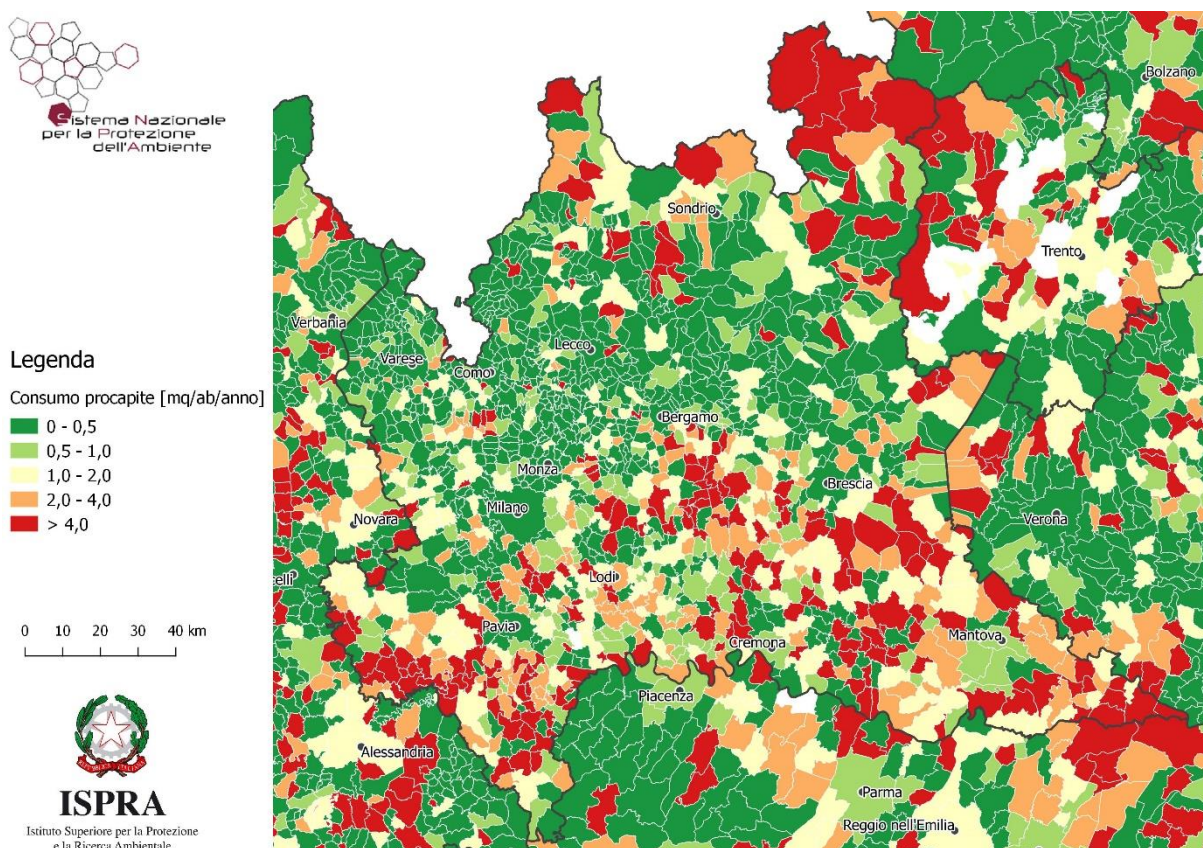 Sistema Nazionale
per la Protezione
dell'Ambiente
Legenda
Consumo procapite [mq/ab/anno]
0 - 0,5
0,5 - 1,0
1,0 - 2,0
2,0 - 4,0
> 4,0
0 10 20 30 40 km
ISPRA
Istituto Superiore per la Protezione
e la Ricerca Ambientale
Bolzano
Sondrio
Trento
Verbania
Varese
Lecco
Como
Bergamo
Monza
Brescia
Milano
Novara
Verona
celli
Lodi
Pavia
Mantova
Cremona
Piacenza
Alessandria
Parma
Reggio nell'Emilia